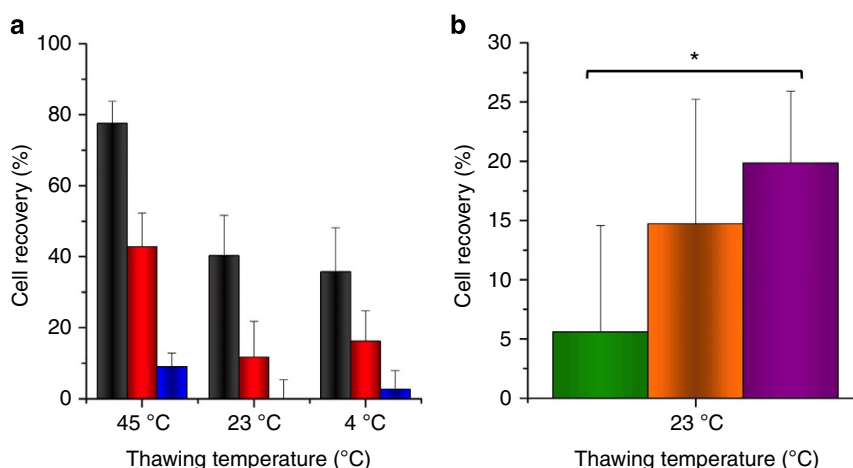 a
100
80
60
40
20
0
Cell recovery (%)
45 °C 23 °C 4 °C
Thawing temperature (°C)
b
30
25
20
15
10
5
0
Cell recovery (%)
*
23 °C
Thawing temperature (°C)